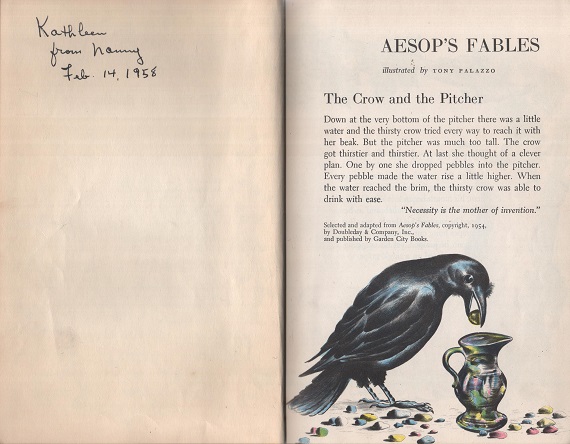 Kathleen
from Nanny
Feb. 14, 1958
AESOP'S FABLES
illustrated by TONY PALAZZO
The Crow and the Pitcher
Down at the very bottom of the pitcher there was a little
water and the thirsty crow tried every way to reach it with
her beak. But the pitcher was much too tall. The crow
got thirstier and thirstier. At last she thought of a clever
plan. One by one she dropped pebbles into the pitcher.
Every pebble made the water rise a little higher. When
the water reached the brim, the thirsty crow was able to
drink with ease.
"Necessity is the mother of invention."
Selected and adapted from Aesop's Fables, copyright, 1954,
by Doubleday & Company, Inc.,
and published by Garden City Books.